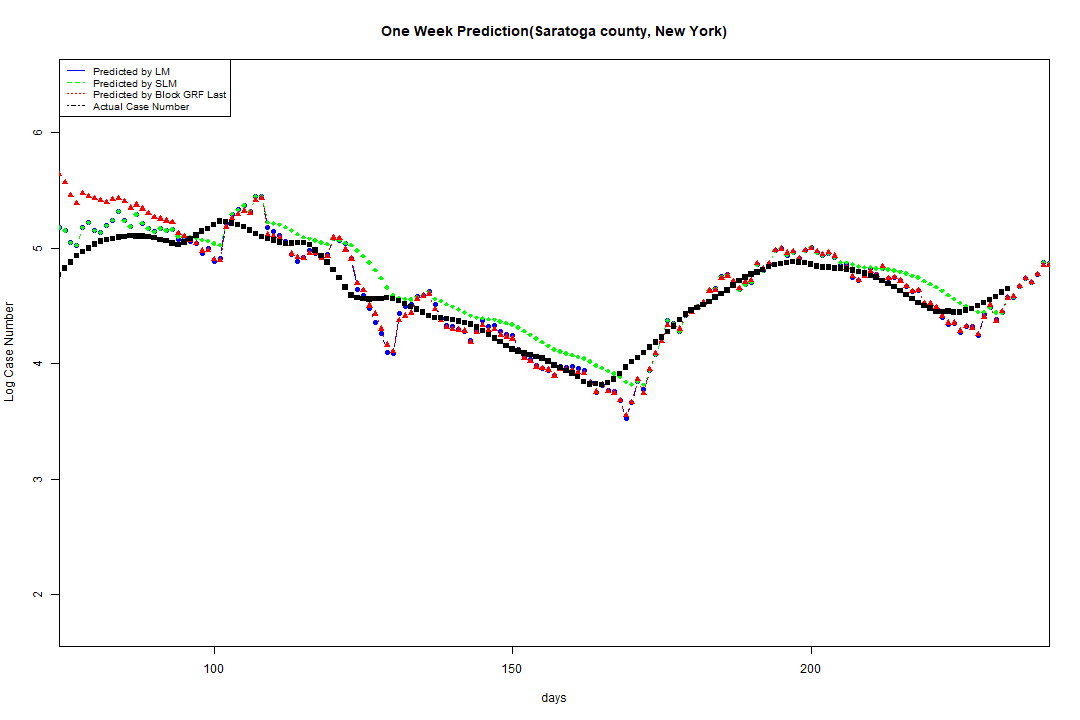 One Week Prediction(Saratoga county, New York)
Predicted by LM
Predicted by SLM
Predicted by Block GRF Last
Actual Case Number
6
5
4
3
2
Log Case Number
100
150
200
days